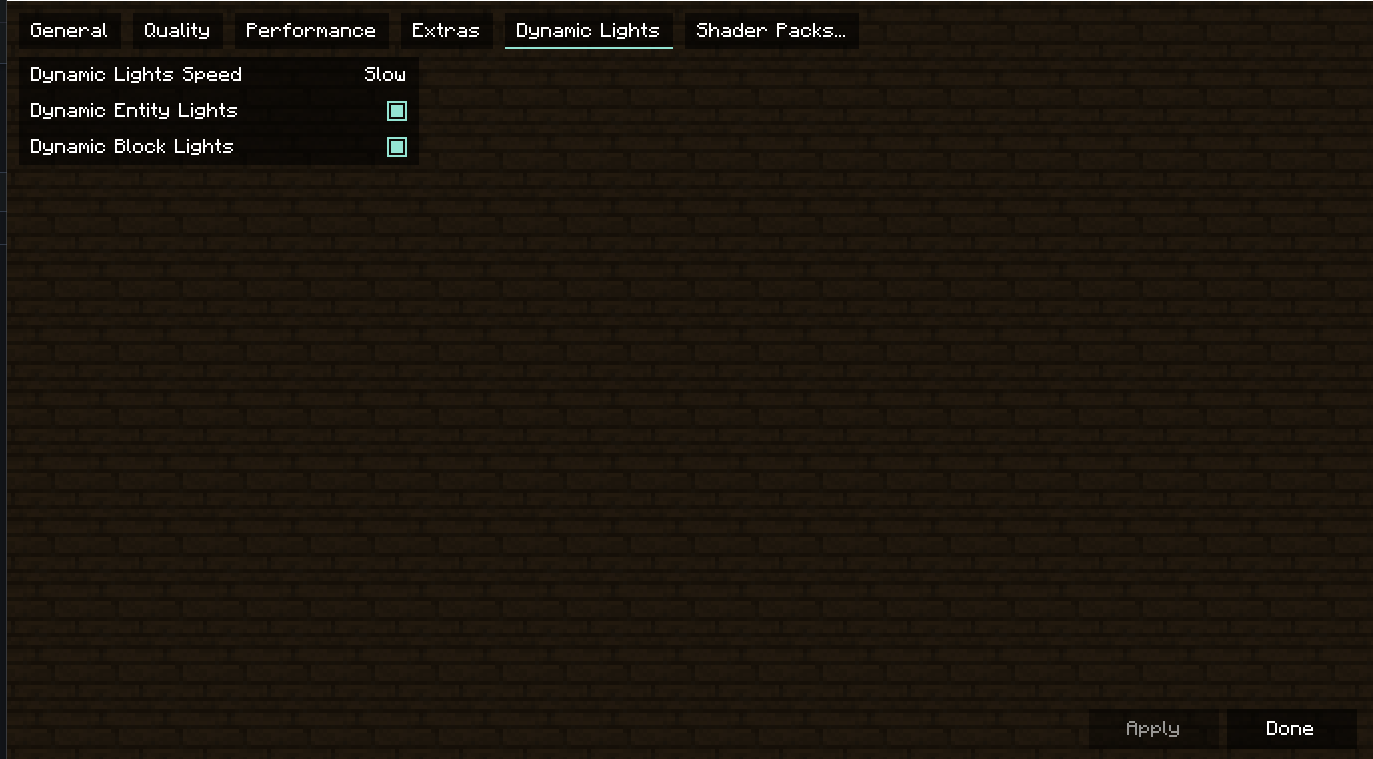 General Quality Performance Extras Dynamic Lights Shader Packs...
Dynamic Lights Speed Slow
Dynamic Entity Lights
Dynamic Block Lights
Apply Done